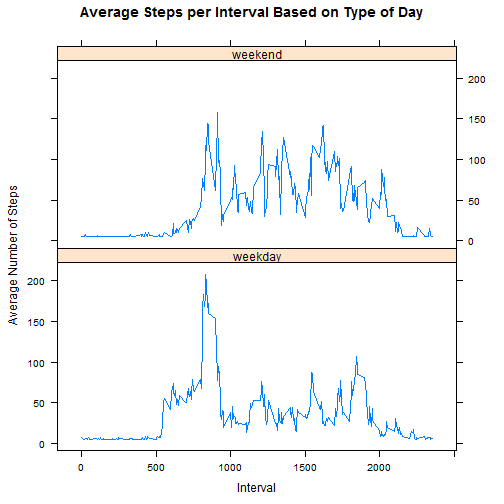 Average Steps per Interval Based on Type of Day
weekend
200
150
100
50
0
weekday
200
150
100
50
0
0 500 1000 1500 2000
Average Number of Steps
Interval